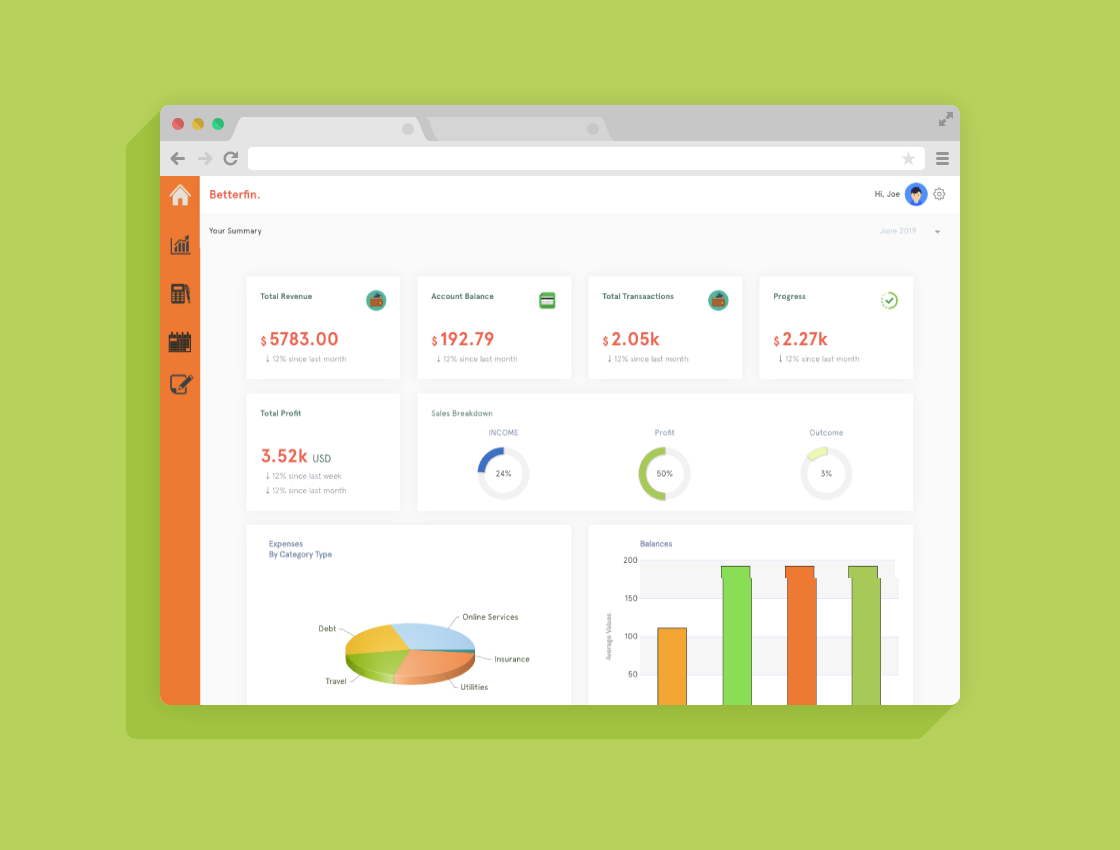 Betterfin.
Hi, Joe
Your Summary
June 2019
Total Revenue
$ 5783.00
↓ 12% since last month
Account Balance
$ 192.79
↓ 12% since last month
Total Transaactions
$ 2.05k
↓ 12% since last month
Progress
$ 2.27k
↓ 12% since last month
Total Profit
3.52k USD
↓ 12% since last week
↓ 12% since last month
Sales Breakdown
INCOME
24%
Profit
50%
Outcome
3%
Expenses
By Category Type
Debt
Online Services
Insurance
Travel
Utilities
Balances
Average Values
200
150
100
50